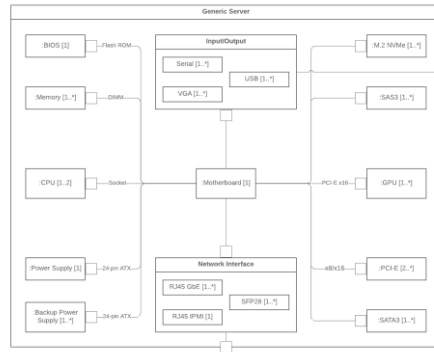 Generic Server
:BIOS [1]
Flash ROM
Input/Output
Serial [1..*]
USB [1..*]
VGA [1..*]
:M.2 NVMe [1..*]
:Memory [1..*]
DIMM
:SAS3 [1..*]
:CPU [1..2]
Socket
:Motherboard [1]
PCI-E x16
:GPU [1..*]
:Power Supply [1]
24-pin ATX
Network Interface
RJ45 GbE [1..*]
SFP28 [1..*]
RJ45 IPMI [1]
x8/x16
:PCI-E [2..*]
:Backup Power
Supply [1..*]
24-pin ATX
:SATA3 [1..*]